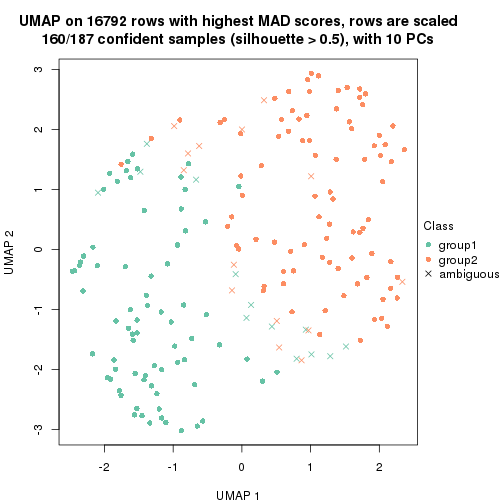 UMAP on 16792 rows with highest MAD scores, rows are scaled
160/187 confident samples (silhouette > 0.5), with 10 PCs
3
2
1
0
-1
-2
-3
UMAP 2
-2
-1
0
1
2
UMAP 1
Class
group1
group2
ambiguous